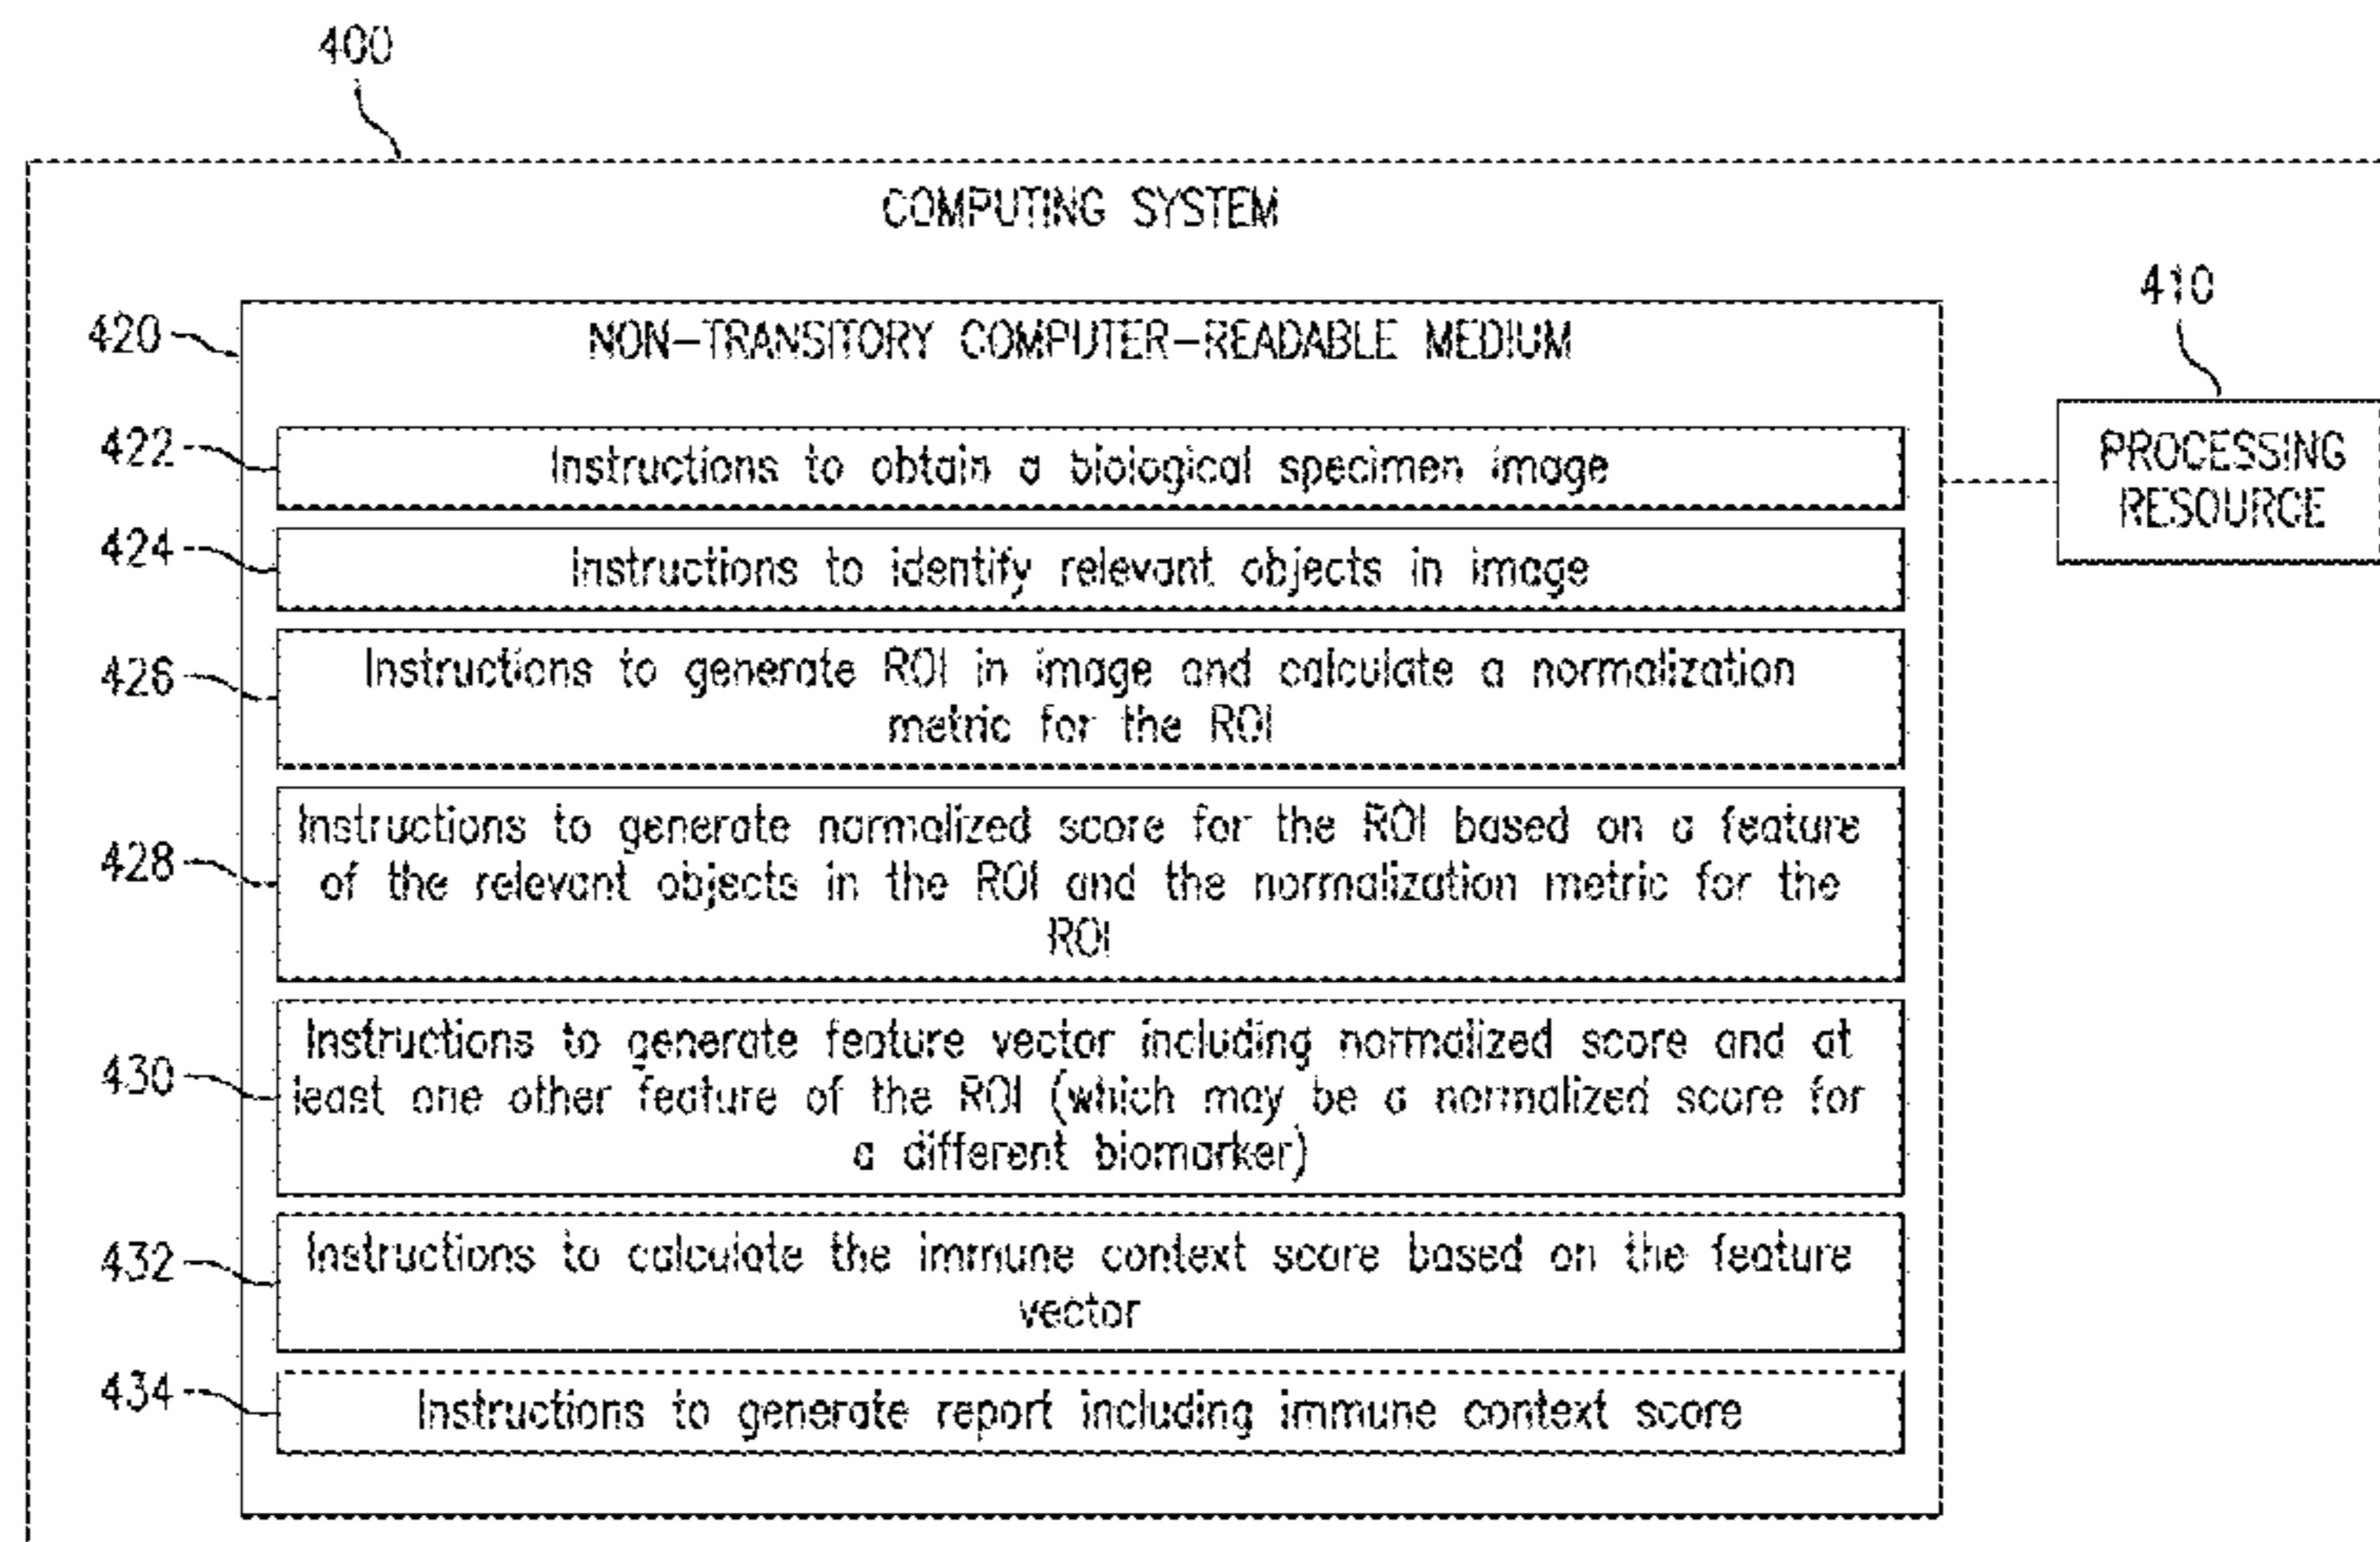 400
COMPUTING SYSTEM
410
420
NON-TRANSITORY COMPUTER-READABLE MEDIUM
PROCESSING
RESOURCE
422
Instructions to obtain a biological specimen image
424
Instructions to identify relevant objects in image
426
Instructions to generate ROI in image and calculate a normalization
metric for the ROI
428
Instructions to generate normalized score for the ROI based on a feature
of the relevant objects in the ROI and the normalization metric for the
ROI
430
Instructions to generate feature vector including normalized score and at
least one other feature of the ROI (which may be a normalized score for
a different biomarker)
432
Instructions to calculate the immune context score based on the feature
vector
434
Instructions to generate report including immune context score